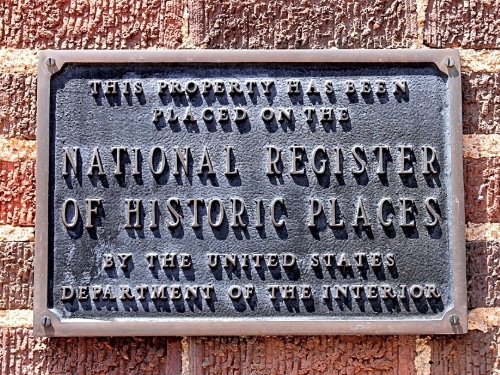 THIS PROPERTY HAS BEEN
PLACED ON THE
NATIONAL REGISTER
OF HISTORIC PLACES
BY THE UNITED STATES
DEPARTMENT OF THE INTERIOR